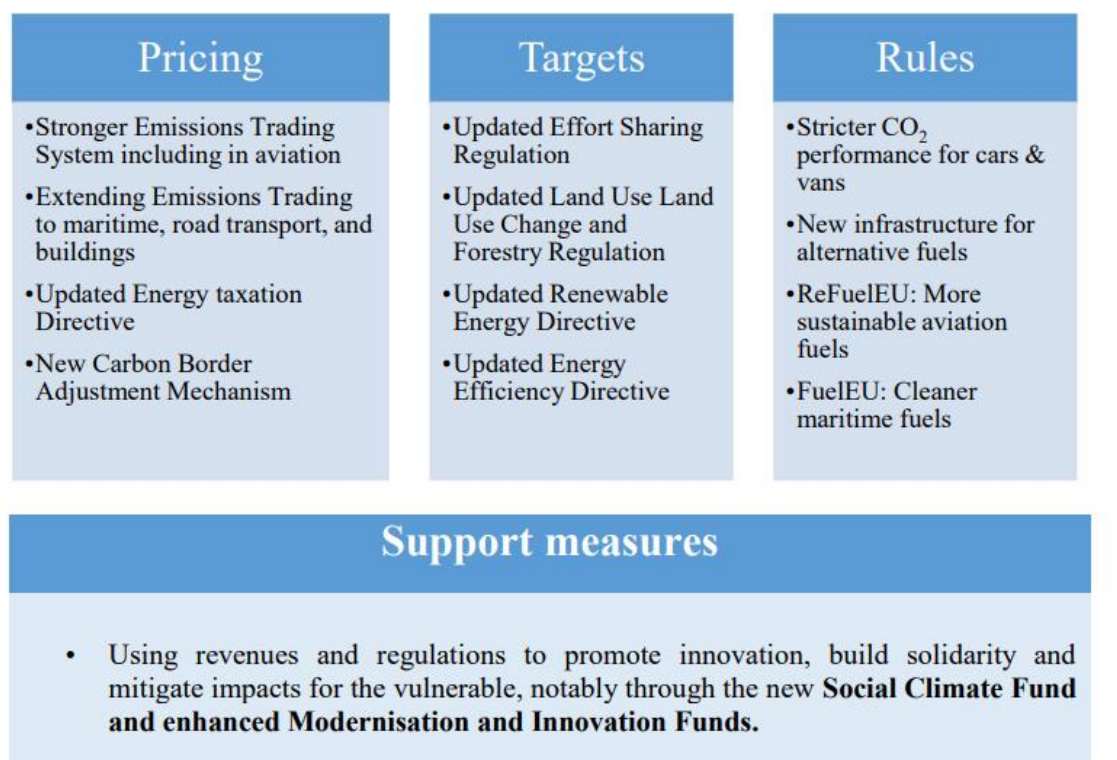 Pricing
•Stronger Emissions Trading
System including in aviation
•Extending Emissions Trading
to maritime, road transport, and
buildings
•Updated Energy taxation
Directive
•New Carbon Border
Adjustment Mechanism
Targets
•Updated Effort Sharing
Regulation
•Updated Land Use Land
Use Change and
Forestry Regulation
•Updated Renewable
Energy Directive
•Updated Energy
Efficiency Directive
Rules
•Stricter CO₂
performance for cars &
vans
•New infrastructure for
alternative fuels
•ReFuelEU: More
sustainable aviation
fuels
•FuelEU: Cleaner
maritime fuels
Support measures
• Using revenues and regulations to promote innovation, build solidarity and
mitigate impacts for the vulnerable, notably through the new Social Climate Fund
and enhanced Modernisation and Innovation Funds.